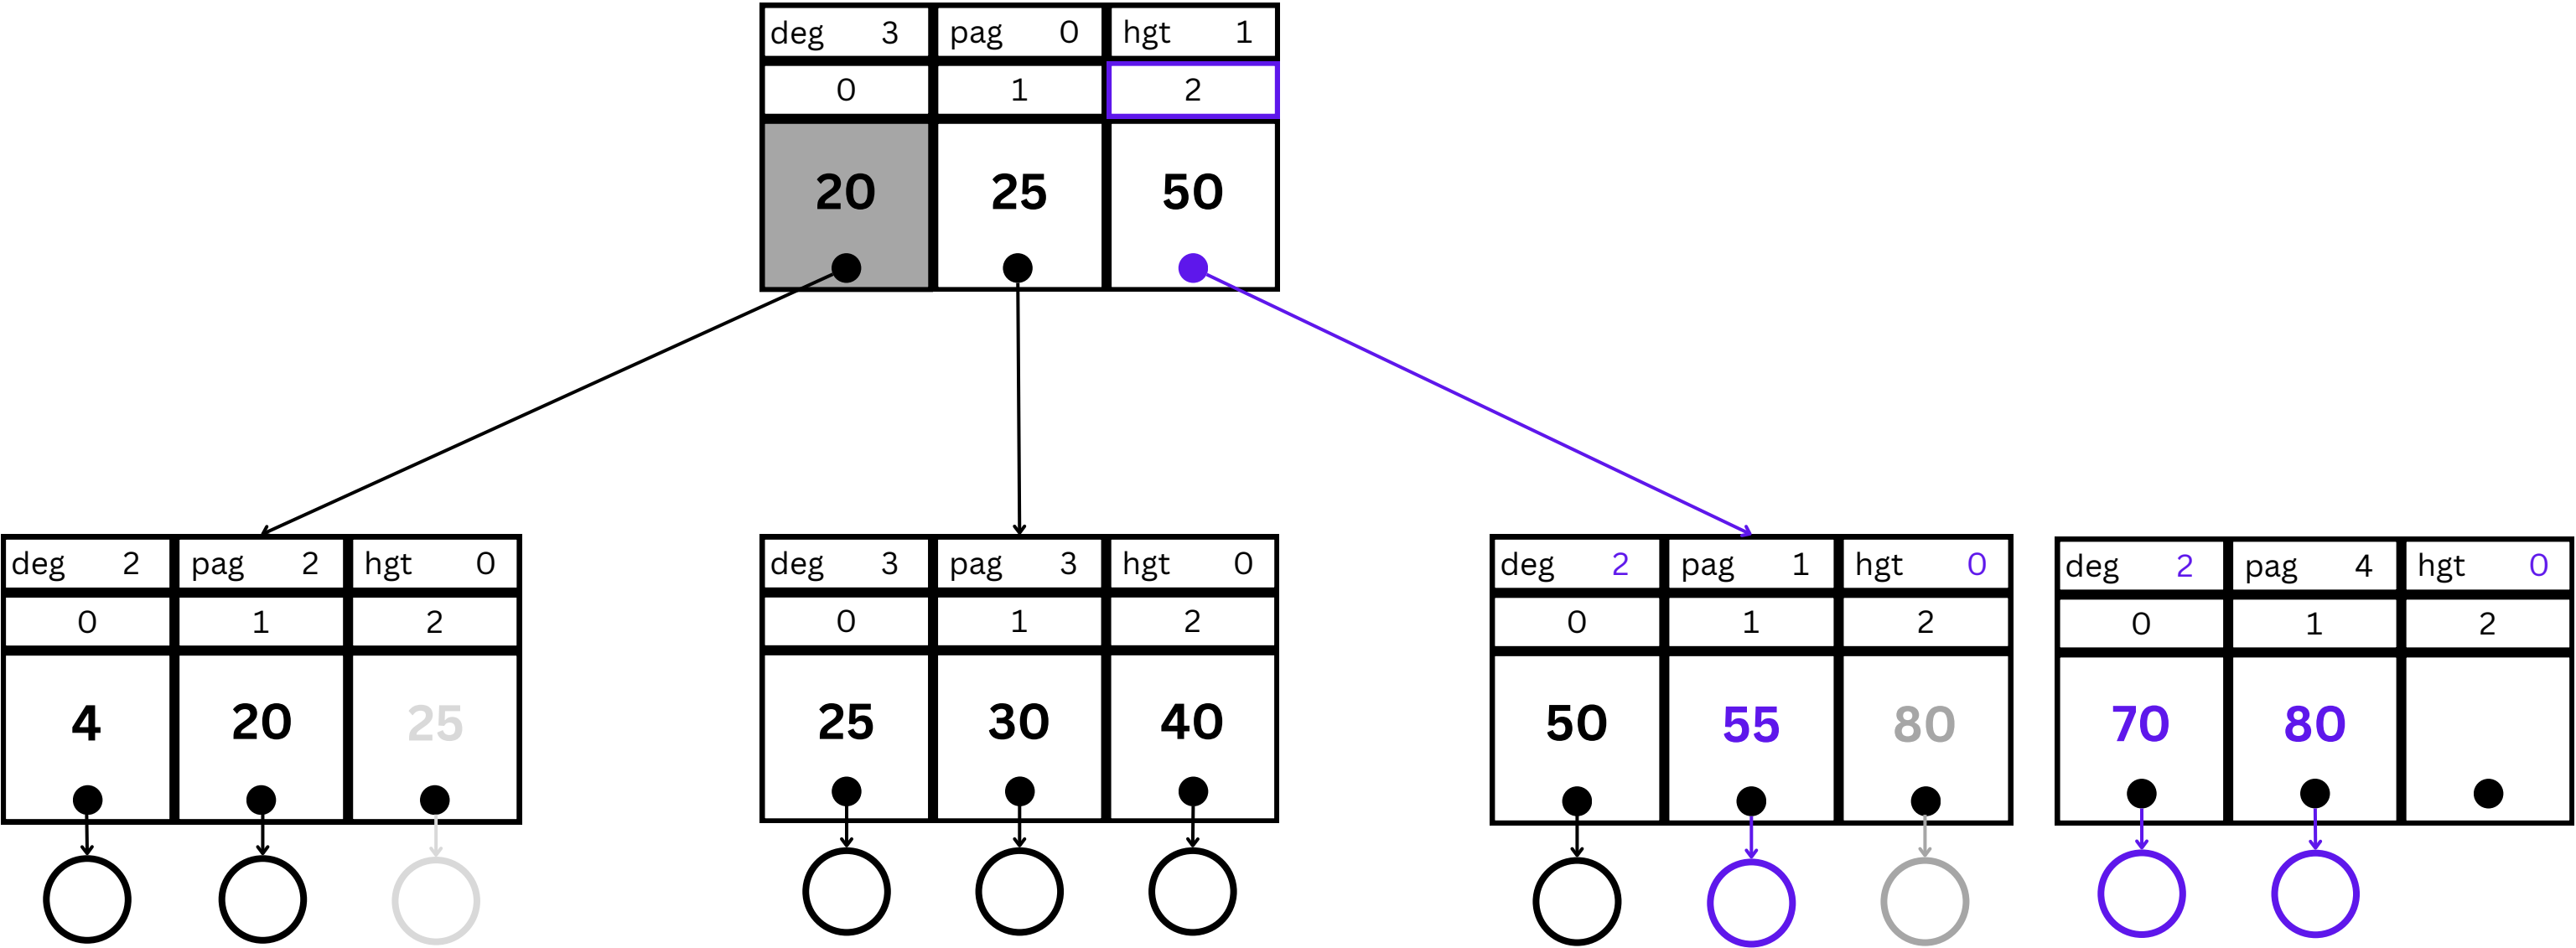 deg 3 pag 0 hgt 1
0 1 2
20 25 50
deg 2 pag 2 hgt 0
0 1 2
4 20 25
deg 3 pag 3 hgt 0
0 1 2
25 30 40
deg 2 pag 1 hgt 0
0 1 2
50 55 80
deg 2 pag 4 hgt 0
0 1 2
70 80